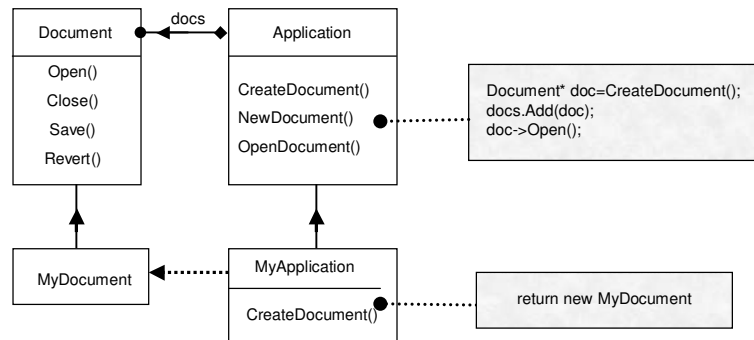 docs
Document
Application
Open()
Close()
Save()
Revert()
CreateDocument()
NewDocument()
OpenDocument()
Document* doc=CreateDocument();
docs.Add(doc);
doc->Open();
MyDocument
MyApplication
CreateDocument()
return new MyDocument